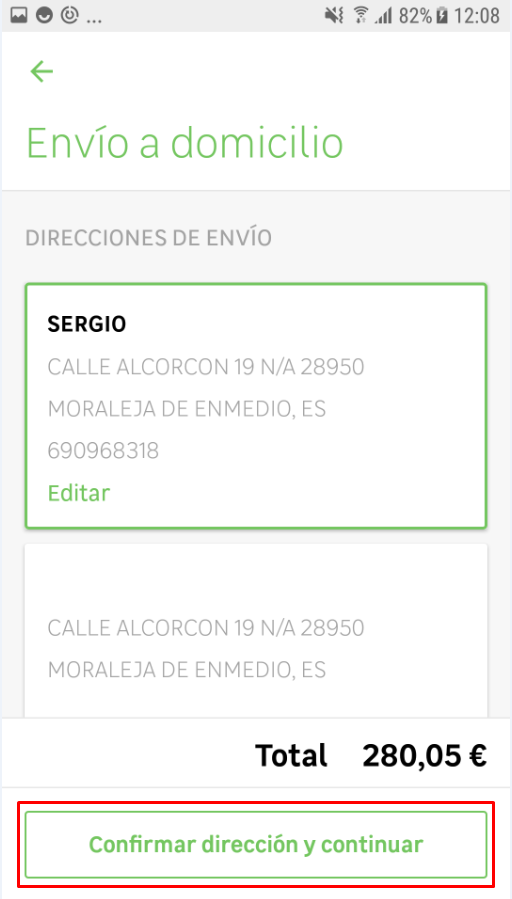 ... 82% 12:08
Envío a domicilio
DIRECCIONES DE ENVÍO
SERGIO
CALLE ALCORCON 19 N/A 28950
MORALEJA DE ENMEDIO, ES
690968318
Editar
CALLE ALCORCON 19 N/A 28950
MORALEJA DE ENMEDIO, ES
Total 280,05 €
Confirmar dirección y continuar